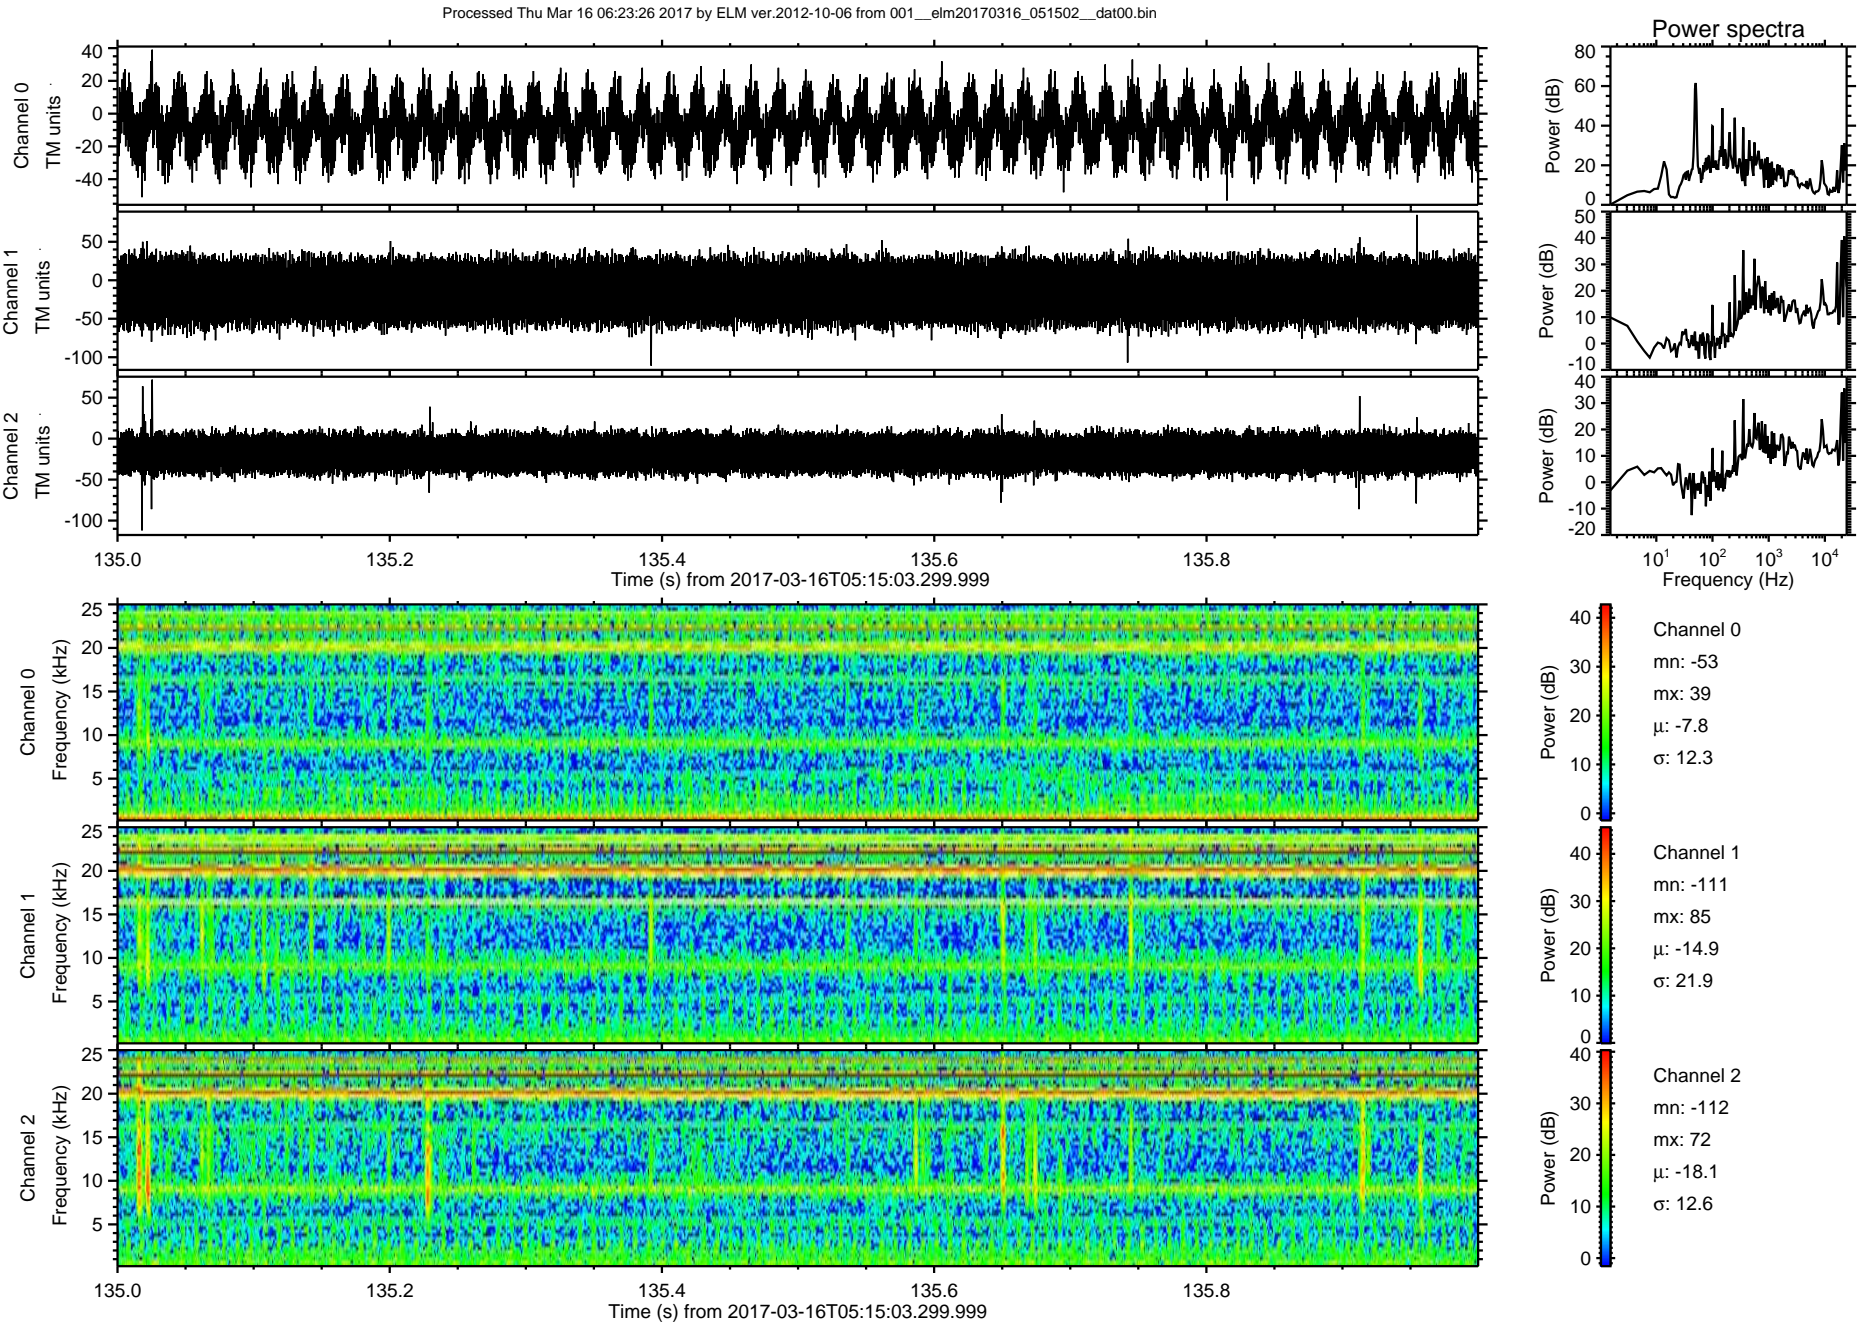 Processed Thu Mar 16 06:23:26 2017 by ELM ver.2012-10-06 from 001__elm20170316_051502__dat00.bin
Power spectra
Channel 0
TM units
40
20
0
-20
-40
Power (dB)
80
60
40
20
0
Channel 1
TM units
50
0
-50
-100
Power (dB)
50
40
30
20
10
0
-10
Channel 2
TM units
50
0
-50
-100
Power (dB)
40
30
20
10
0
-10
-20
135.0 135.2 135.4 135.6 135.8
Time (s) from 2017-03-16T05:15:03.299.999
10¹ 10² 10³ 10⁴
Frequency (Hz)
Channel 0
Frequency (kHz)
25
20
15
10
5
Power (dB)
40
30
20
10
0
Channel 0
mn: -53
mx: 39
μ: -7.8
σ: 12.3
Channel 1
Frequency (kHz)
25
20
15
10
5
Power (dB)
40
30
20
10
0
Channel 1
mn: -111
mx: 85
μ: -14.9
σ: 21.9
Channel 2
Frequency (kHz)
25
20
15
10
5
Power (dB)
40
30
20
10
0
Channel 2
mn: -112
mx: 72
μ: -18.1
σ: 12.6
135.0 135.2 135.4 135.6 135.8
Time (s) from 2017-03-16T05:15:03.299.999